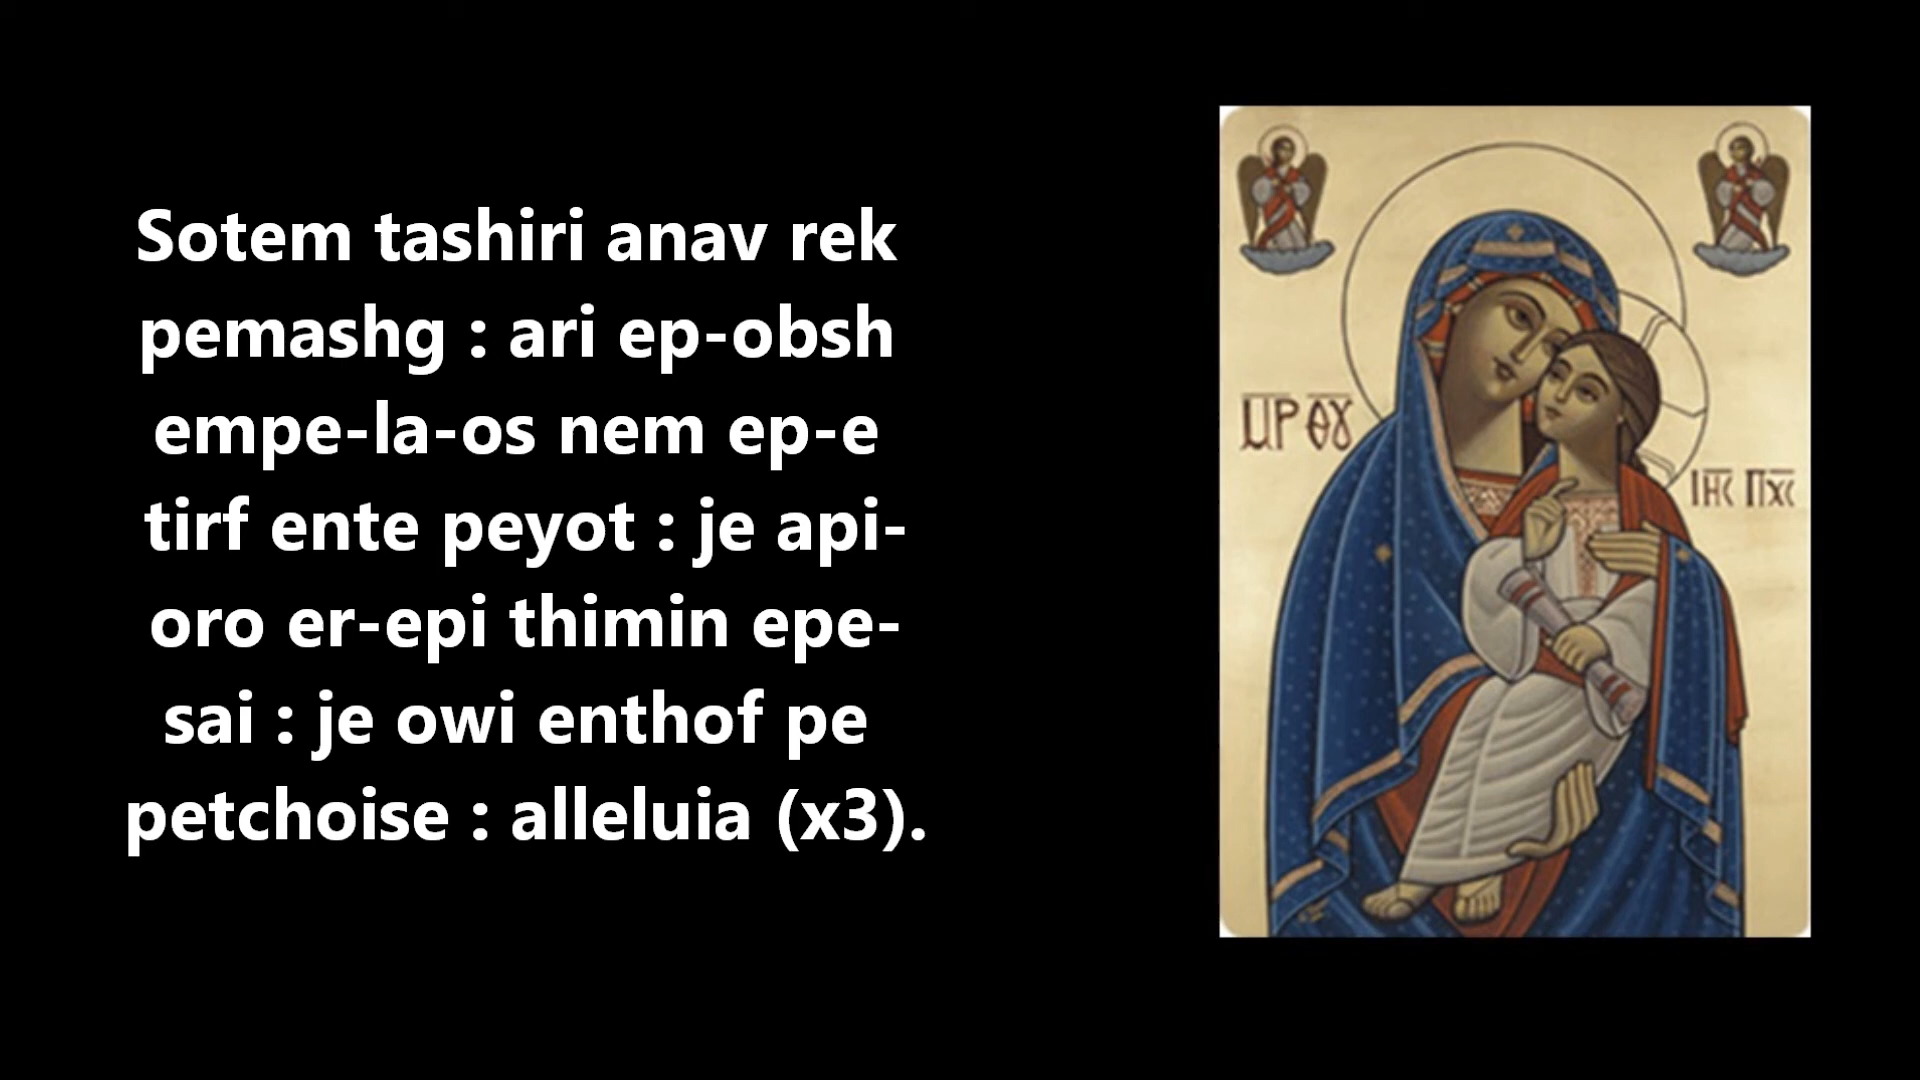 Sotem tashiri anav rek
pemashg : ari ep-obsh
empe-la-os nem ep-e
tirf ente peyot : je api-
oro er-epi thimin epe-
sai : je owi enthof pe
petchoise : alleluia (x3).
ⲘⲢ ⲐⲨ
ⲒⲎⲤ ⲠⲬⲤ